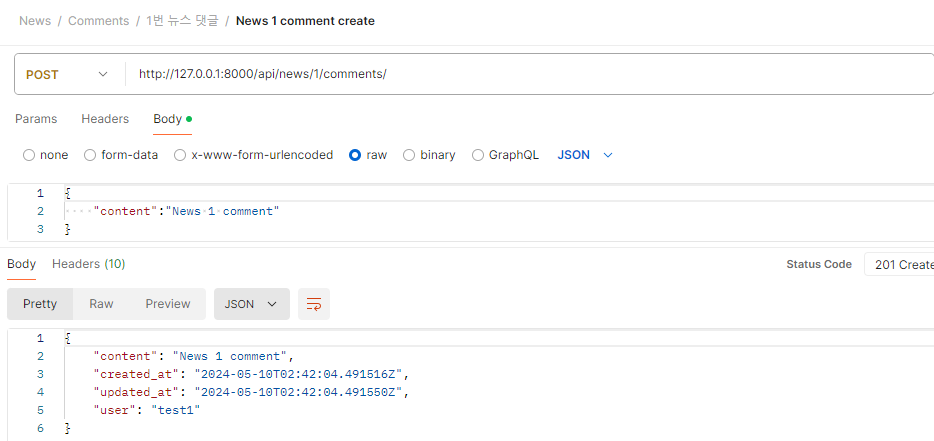 News / Comments / 1번 뉴스 댓글 / News 1 comment create
POST http://127.0.0.1:8000/api/news/1/comments/
Params Headers Body
none form-data x-www-form-urlencoded raw binary GraphQL JSON
1 {
2 "content":"News 1 comment"
3 }
Body Headers (10) Status Code 201 Create
Pretty Raw Preview JSON
1 {
2 "content": "News 1 comment",
3 "created_at": "2024-05-10T02:42:04.491516Z",
4 "updated_at": "2024-05-10T02:42:04.491550Z",
5 "user": "test1"
6 }